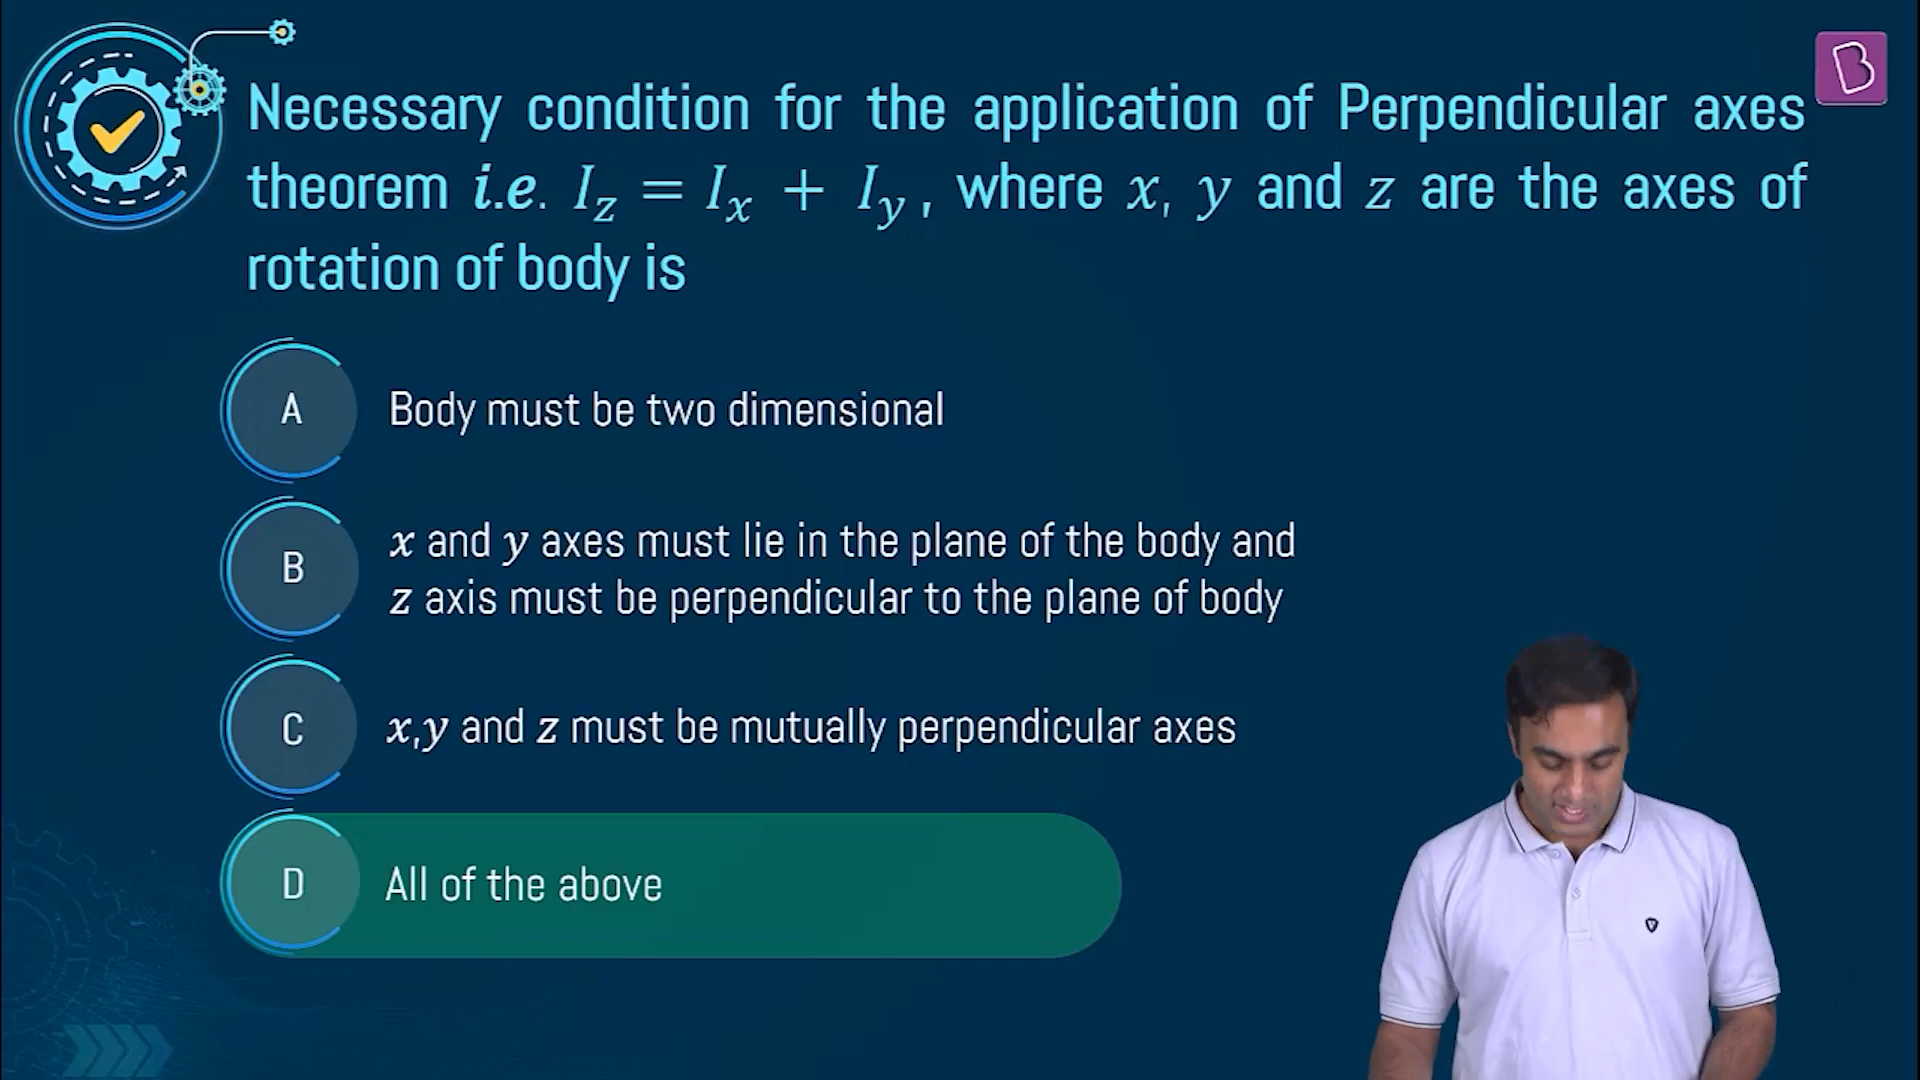 Necessary condition for the application of Perpendicular axes
theorem i.e. I_z = I_x + I_y, where x, y and z are the axes of
rotation of body is
A Body must be two dimensional
B x and y axes must lie in the plane of the body and
z axis must be perpendicular to the plane of body
C x,y and z must be mutually perpendicular axes
D All of the above
B